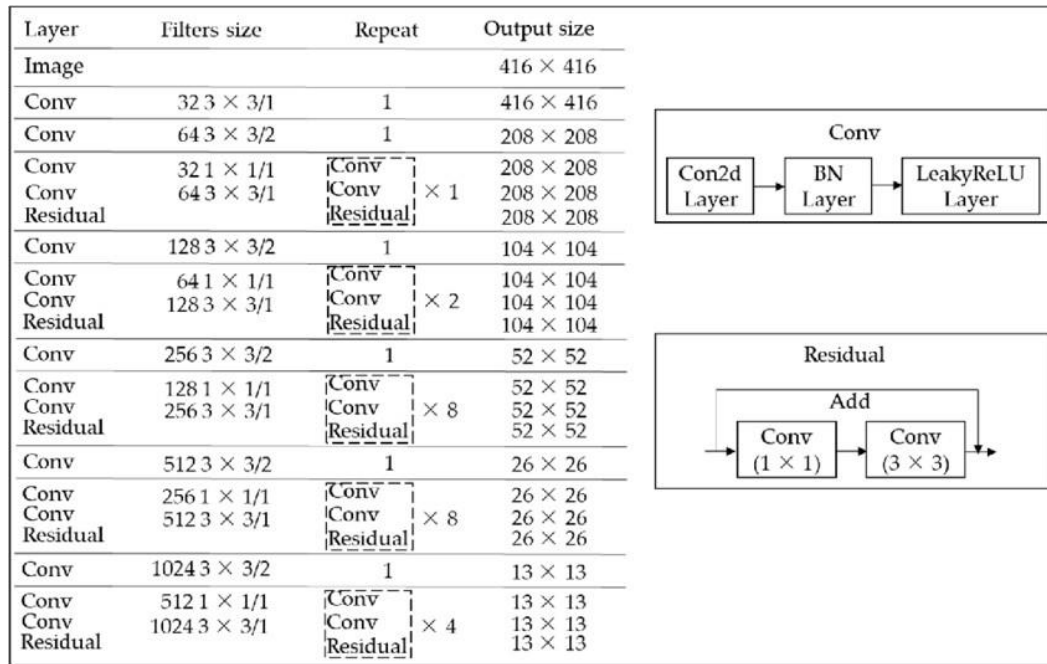 Layer Filters size Repeat Output size
Image 416 × 416
Conv 32 3 × 3/1 1 416 × 416
Conv 64 3 × 3/2 1 208 × 208
Conv 32 1 × 1/1 Conv 208 × 208
Conv 64 3 × 3/1 Conv × 1 208 × 208
Residual Residual 208 × 208
Conv 128 3 × 3/2 1 104 × 104
Conv 64 1 × 1/1 Conv 104 × 104
Conv 128 3 × 3/1 Conv × 2 104 × 104
Residual Residual 104 × 104
Conv 256 3 × 3/2 1 52 × 52
Conv 128 1 × 1/1 Conv 52 × 52
Conv 256 3 × 3/1 Conv × 8 52 × 52
Residual Residual 52 × 52
Conv 512 3 × 3/2 1 26 × 26
Conv 256 1 × 1/1 Conv 26 × 26
Conv 512 3 × 3/1 Conv × 8 26 × 26
Residual Residual 26 × 26
Conv 1024 3 × 3/2 1 13 × 13
Conv 512 1 × 1/1 Conv 13 × 13
Conv 1024 3 × 3/1 Conv × 4 13 × 13
Residual Residual 13 × 13
Conv
Con2d BN LeakyReLU
Layer Layer Layer
Residual
Add
Conv Conv
(1 × 1) (3 × 3)